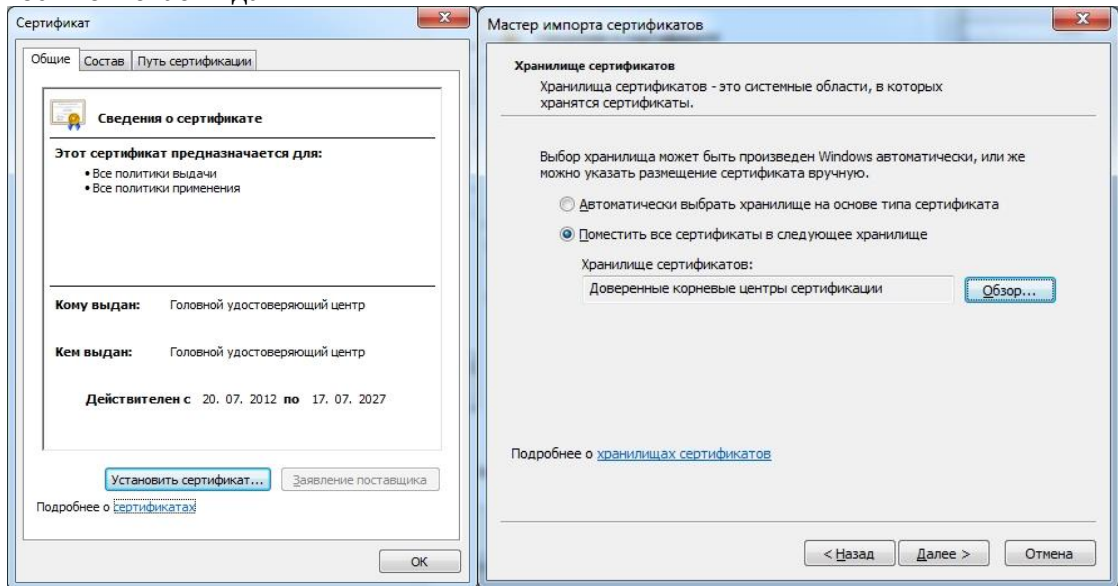 Сертификат
Общие Состав Путь сертификации
Сведения о сертификате
Этот сертификат предназначается для:
• Все политики выдачи
• Все политики применения
Кому выдан: Головной удостоверяющий центр
Кем выдан: Головной удостоверяющий центр
Действителен с 20. 07. 2012 по 17. 07. 2027
Установить сертификат... Заявление поставщика
Подробнее о сертификатах
ОК
Мастер импорта сертификатов
Хранилище сертификатов
Хранилища сертификатов - это системные области, в которых
хранятся сертификаты.
Выбор хранилища может быть произведен Windows автоматически, или же
можно указать размещение сертификата вручную.
Автоматически выбрать хранилище на основе типа сертификата
Поместить все сертификаты в следующее хранилище
Хранилище сертификатов:
Доверенные корневые центры сертификации Обзор...
Подробнее о хранилищах сертификатов
< Назад Далее > Отмена